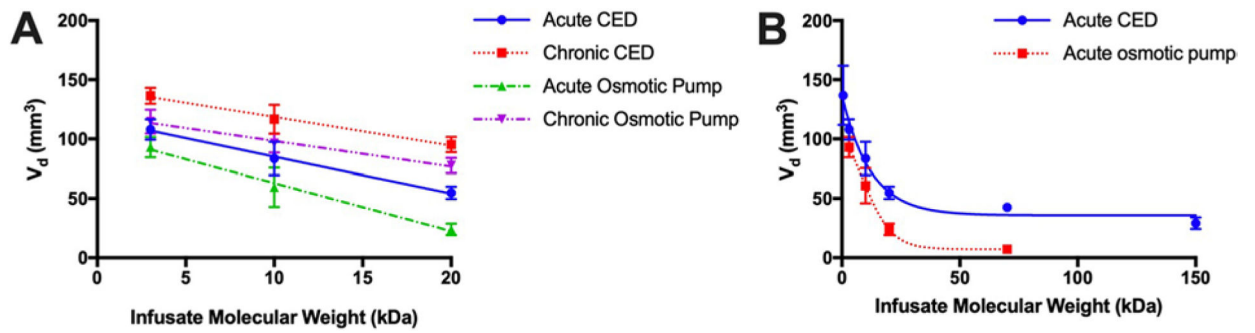 A
200
150
100
50
0
V_d (mm³)
0 5 10 15 20
Infusate Molecular Weight (kDa)
Acute CED
Chronic CED
Acute Osmotic Pump
Chronic Osmotic Pump
B
200
150
100
50
0
V_d (mm³)
0 50 100 150
Infusate Molecular Weight (kDa)
Acute CED
Acute osmotic pump